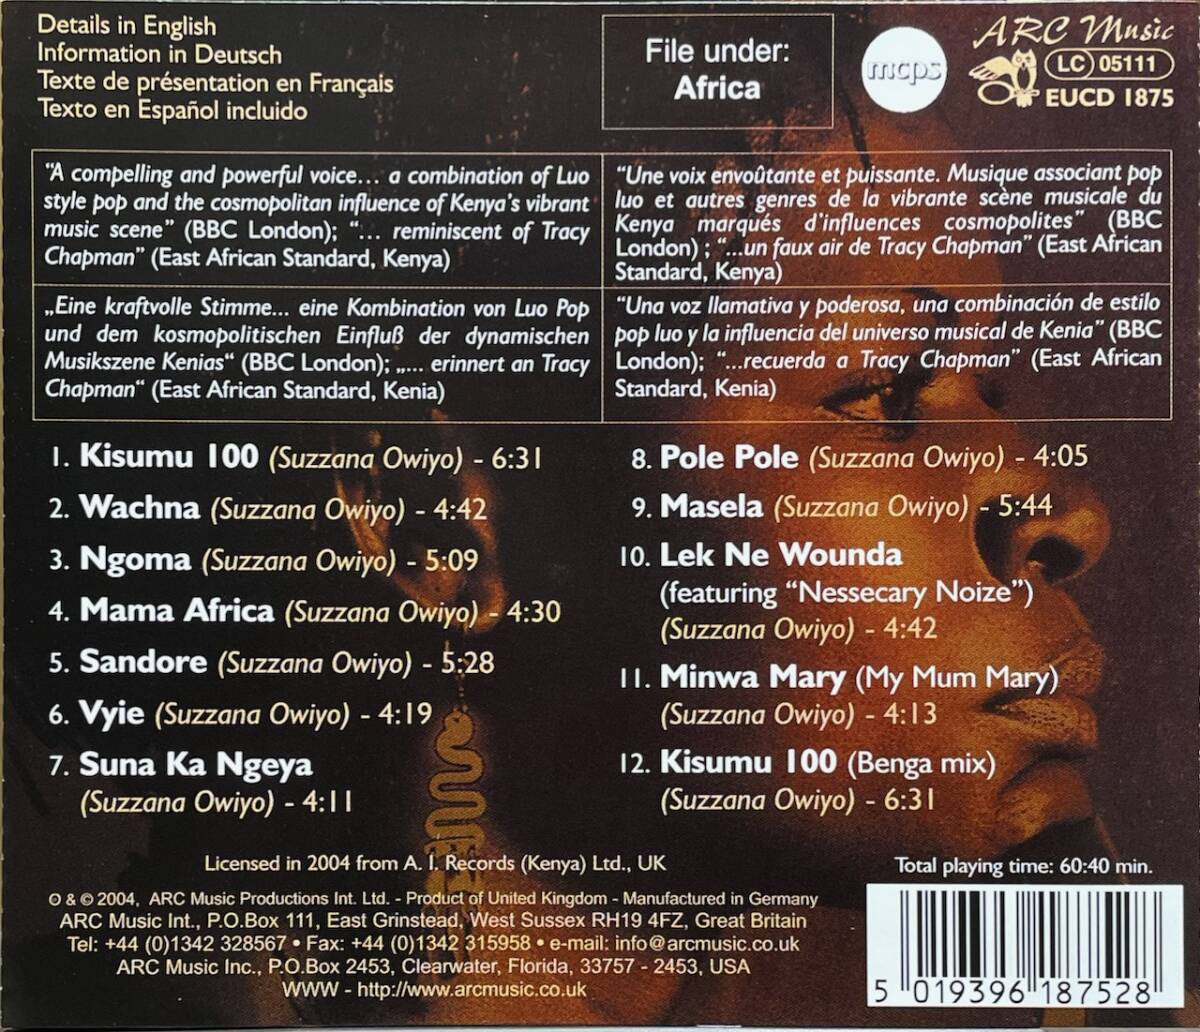 Details in English
Information in Deutsch
Texte de présentation en Français
Texto en Español incluido
File under:
Africa
mcps
ARC Music
LC 05111
EUCD 1875
“A compelling and powerful voice... a combination of Luo
style pop and the cosmopolitan influence of Kenya's vibrant
music scene” (BBC London); “... reminiscent of Tracy
Chapman” (East African Standard, Kenya)
“Une voix envoûtante et puissante. Musique associant pop
luo et autres genres de la vibrante scène musicale du
Kenya marqués d'influences cosmopolites” (BBC
London) ; “...un faux air de Tracy Chapman” (East African
Standard, Kenya)
„Eine kraftvolle Stimme... eine Kombination von Luo Pop
und dem kosmopolitischen Einfluß der dynamischen
Musikszene Kenias“ (BBC London); „... erinnert an Tracy
Chapman“ (East African Standard, Kenia)
“Una voz llamativa y poderosa, una combinación de estilo
pop luo y la influencia del universo musical de Kenia” (BBC
London); “...recuerda a Tracy Chapman” (East African
Standard, Kenia)
1. Kisumu 100 (Suzzana Owiyo) - 6:31
2. Wachna (Suzzana Owiyo) - 4:42
3. Ngoma (Suzzana Owiyo) - 5:09
4. Mama Africa (Suzzana Owiyo) - 4:30
5. Sandore (Suzzana Owiyo) - 5:28
6. Vyie (Suzzana Owiyo) - 4:19
7. Suna Ka Ngeya
(Suzzana Owiyo) - 4:11
8. Pole Pole (Suzzana Owiyo) - 4:05
9. Masela (Suzzana Owiyo) - 5:44
10. Lek Ne Wounda
(featuring “Nessecary Noize”)
(Suzzana Owiyo) - 4:42
11. Minwa Mary (My Mum Mary)
(Suzzana Owiyo) - 4:13
12. Kisumu 100 (Benga mix)
(Suzzana Owiyo) - 6:31
Licensed in 2004 from A. I. Records (Kenya) Ltd., UK
Total playing time: 60:40 min.
℗ & © 2004, ARC Music Productions Int. Ltd. - Product of United Kingdom - Manufactured in Germany
ARC Music Int., P.O.Box 111, East Grinstead, West Sussex RH19 4FZ, Great Britain
Tel: +44 (0)1342 328567 • Fax: +44 (0)1342 315958 • e-mail: info@arcmusic.co.uk
ARC Music Inc., P.O.Box 2453, Clearwater, Florida, 33757 - 2453, USA
WWW - http://www.arcmusic.co.uk
5 019396 187528